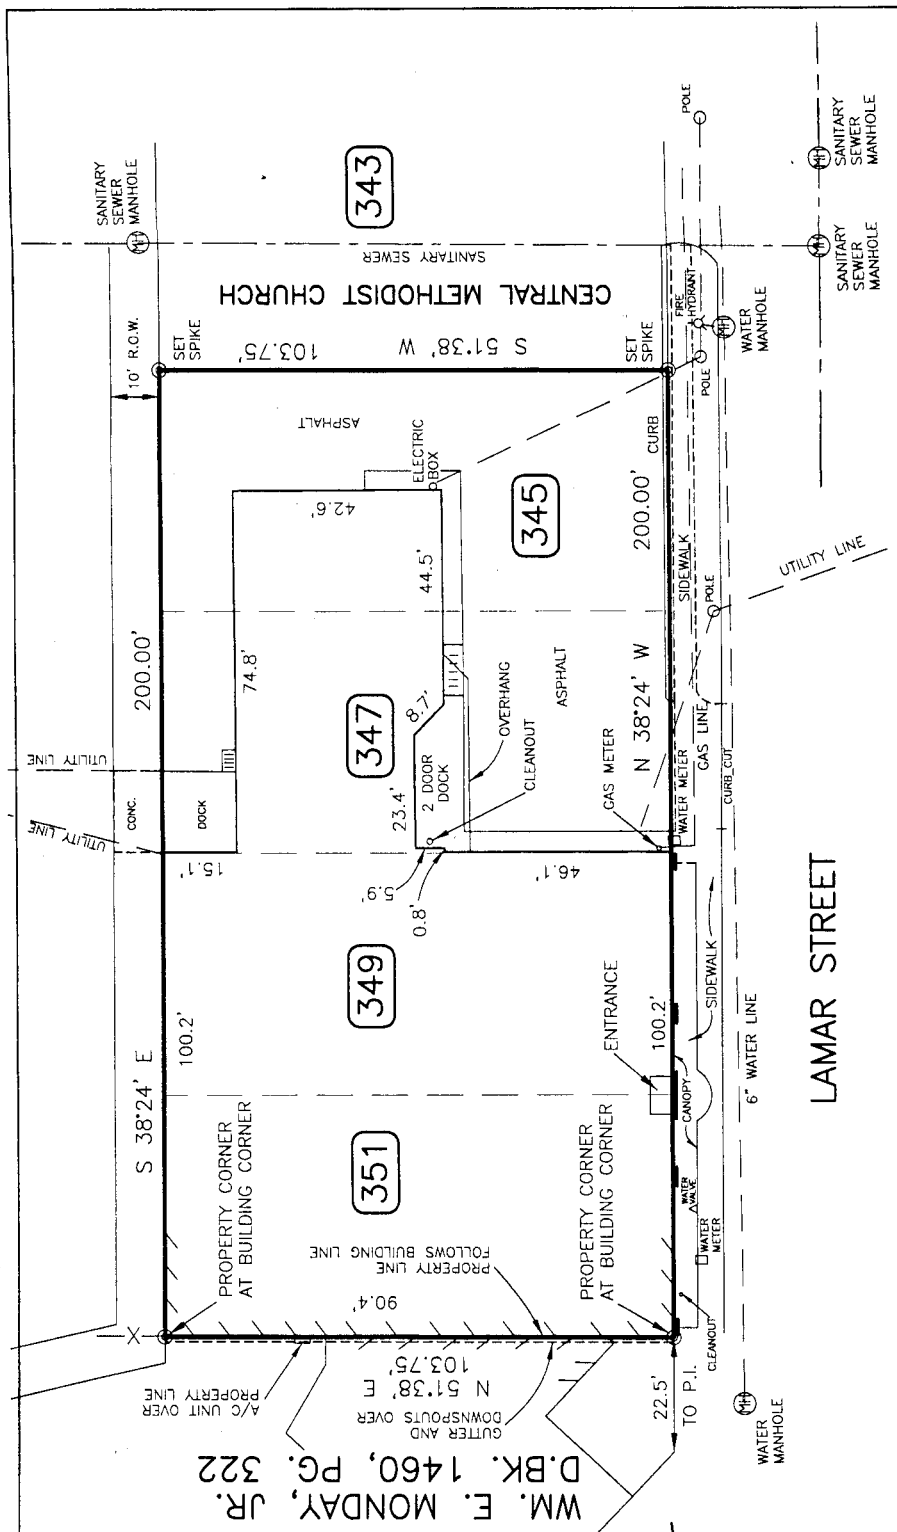 SANITARY
SEWER
MANHOLE
MH
343
SANITARY SEWER
CENTRAL METHODIST CHURCH
POLE
MH
SANITARY
SEWER
MANHOLE
MH
SANITARY
SEWER
MANHOLE
FIRE
HYDRANT
MH
WATER
MANHOLE
POLE
10' R.O.W.
SET
SPIKE
103.75'
S 51°38' W
SET
SPIKE
ASPHALT
ELECTRIC
BOX
CURB
42.6'
345
200.00'
44.5'
SIDEWALK
UTILITY LINE
POLE
200.00'
74.8'
347
8.7'
OVERHANG
ASPHALT
N 38°24' W
GAS LINE
UTILITY LINE
UTILITY LINE
CONC.
DOCK
23.4'
2 DOOR
DOCK
CLEANOUT
GAS METER
WATER METER
CURB CUT
15.1'
5.9'
0.8'
46.1'
LAMAR STREET
349
ENTRANCE
100.2'
SIDEWALK
6" WATER LINE
S 38°24' E
100.2'
CANOPY
351
PROPERTY CORNER
AT BUILDING CORNER
PROPERTY CORNER
AT BUILDING CORNER
WATER
VALVE
WATER
METER
PROPERTY LINE
FOLLOWS BUILDING LINE
90.4'
X
CLEANOUT
A/C UNIT OVER
PROPERTY LINE
N 51°38' E
103.75'
GUTTER AND
DOWNSPOUTS OVER
22.5'
TO P.I.
MH
WATER
MANHOLE
WM. E. MONDAY, JR.
D.BK. 1460, PG. 322